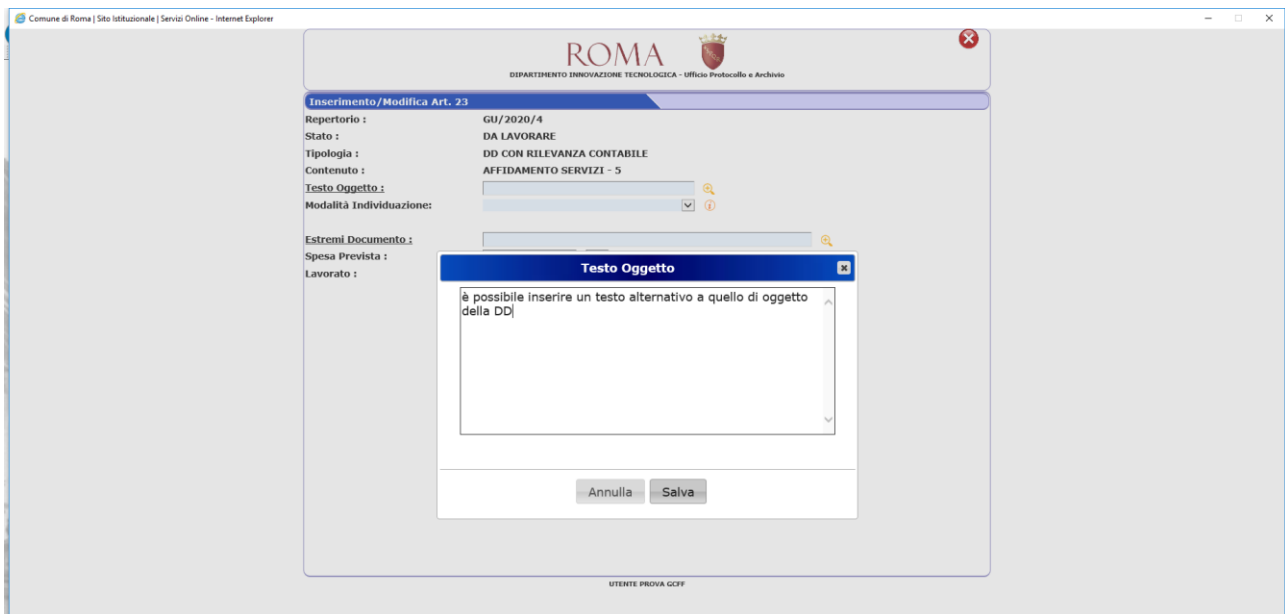 Comune di Roma | Sito Istituzionale | Servizi Online - Internet Explorer
ROMA
DIPARTIMENTO INNOVAZIONE TECNOLOGICA - Ufficio Protocollo e Archivio
Inserimento/Modifica Art. 23
Repertorio : GU/2020/4
Stato : DA LAVORARE
Tipologia : DD CON RILEVANZA CONTABILE
Contenuto : AFFIDAMENTO SERVIZI - 5
Testo Oggetto :
Modalità Individuazione:
Estremi Documento :
Spesa Prevista :
Lavorato :
Testo Oggetto
è possibile inserire un testo alternativo a quello di oggetto
della DD
Annulla Salva
UTENTE PROVA GCFF